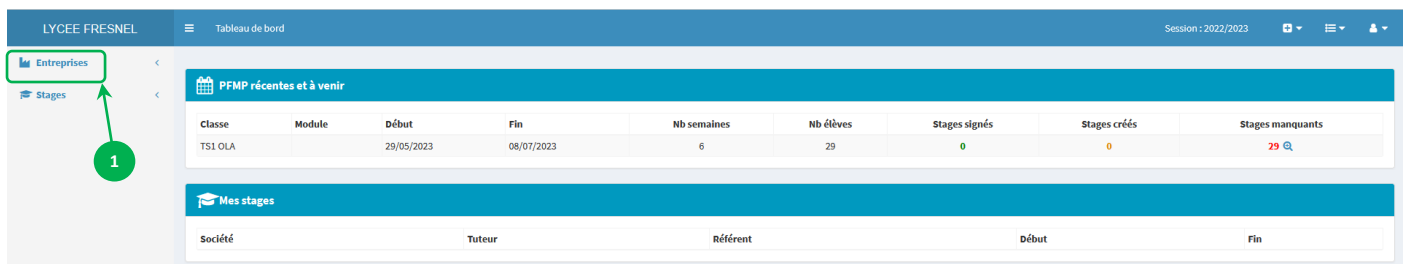 LYCEE FRESNEL Tableau de bord Session : 2022/2023
Entreprises
Stages
1
PFMP récentes et à venir
Classe Module Début Fin Nb semaines Nb élèves Stages signés Stages créés Stages manquants
TS1 OLA 29/05/2023 08/07/2023 6 29 0 0 29
Mes stages
Société Tuteur Référent Début Fin